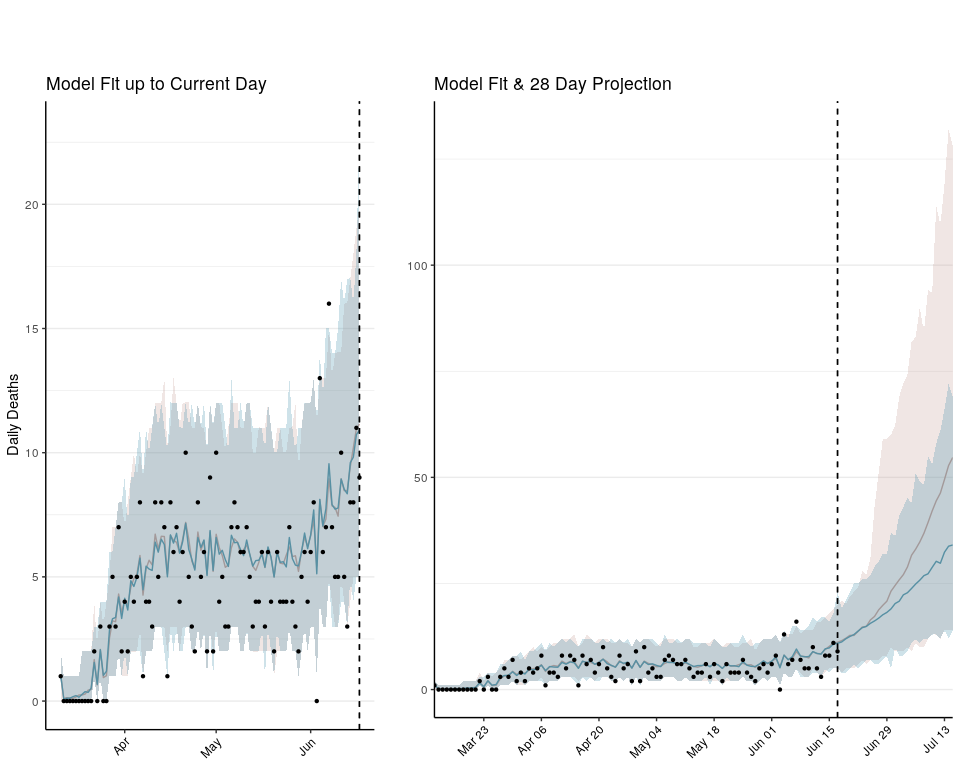 Model Fit up to Current Day
Daily Deaths
20
15
10
5
0
Apr
May
Jun
Model Fit & 28 Day Projection
100
50
0
Mar 23
Apr 06
Apr 20
May 04
May 18
Jun 01
Jun 15
Jun 29
Jul 13